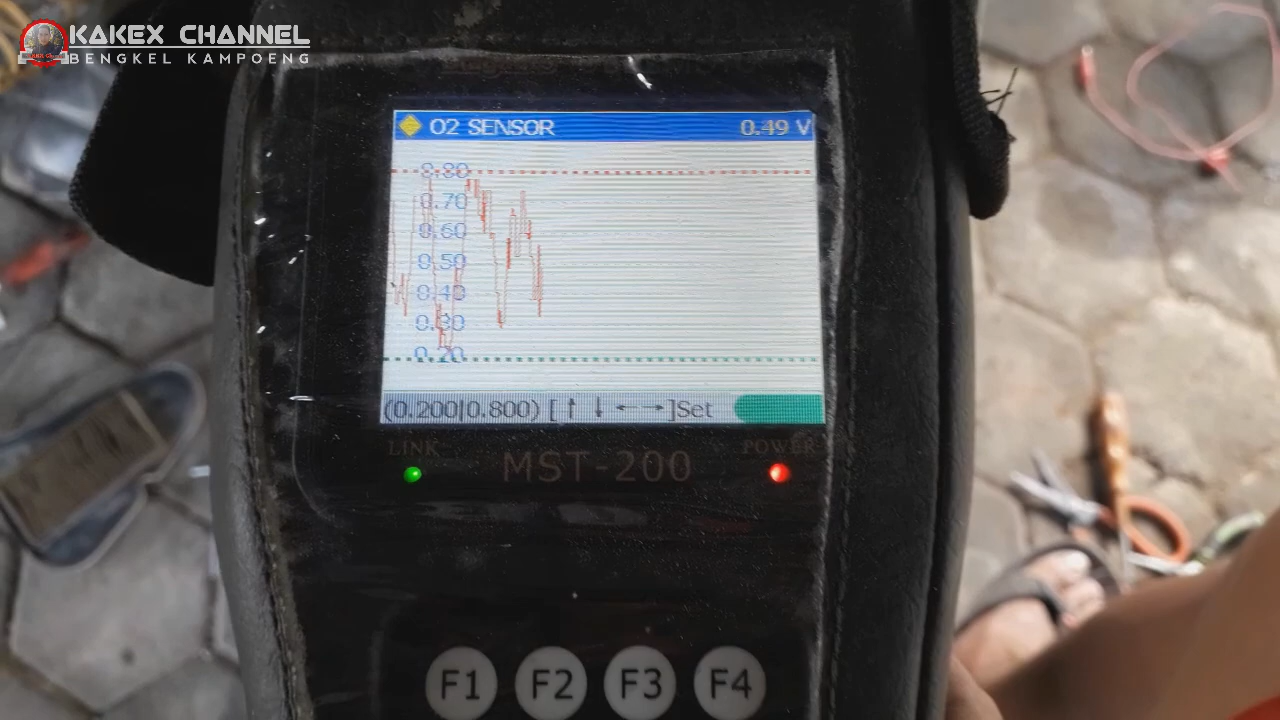 KAKEX CHANNEL
BENGKEL KAMPOENG
O2 SENSOR 0.49 V
0.80
0.70
0.60
0.50
0.40
0.30
0.20
(0.200|0.800) [↑ ↓ ←→]Set
LINK POWER
MST-200
F1 F2 F3 F4